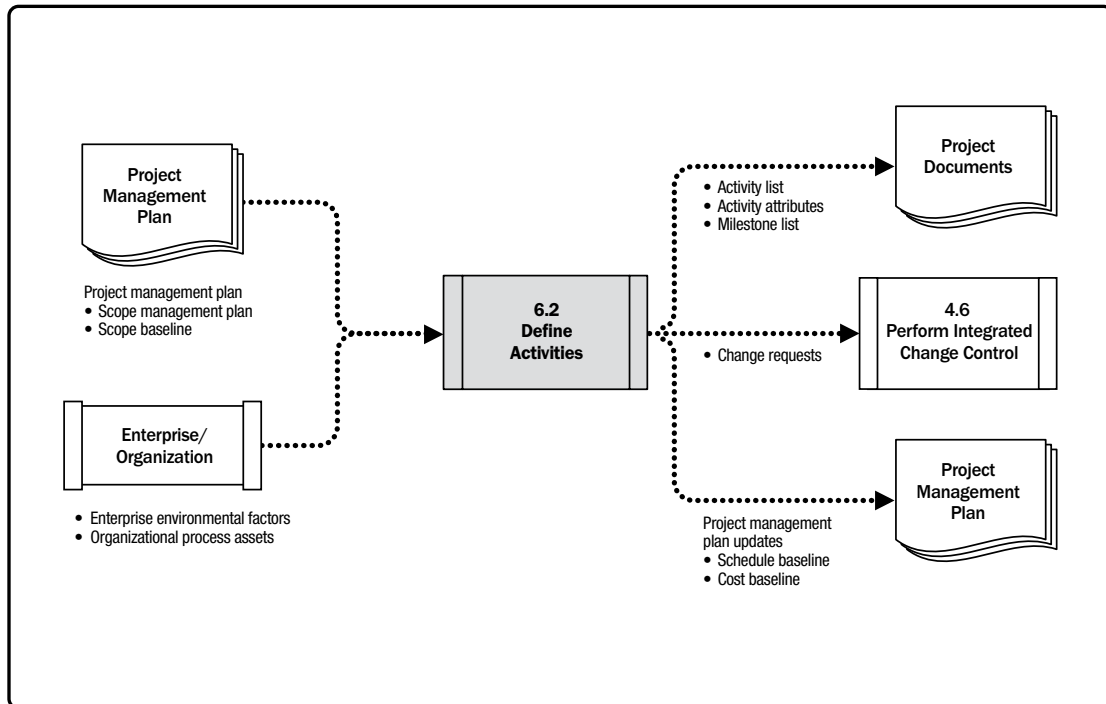 Project
Management
Plan
Project management plan
• Scope management plan
• Scope baseline
Enterprise/
Organization
• Enterprise environmental factors
• Organizational process assets
6.2
Define
Activities
• Activity list
• Activity attributes
• Milestone list
Project
Documents
• Change requests
4.6
Perform Integrated
Change Control
Project management
plan updates
• Schedule baseline
• Cost baseline
Project
Management
Plan